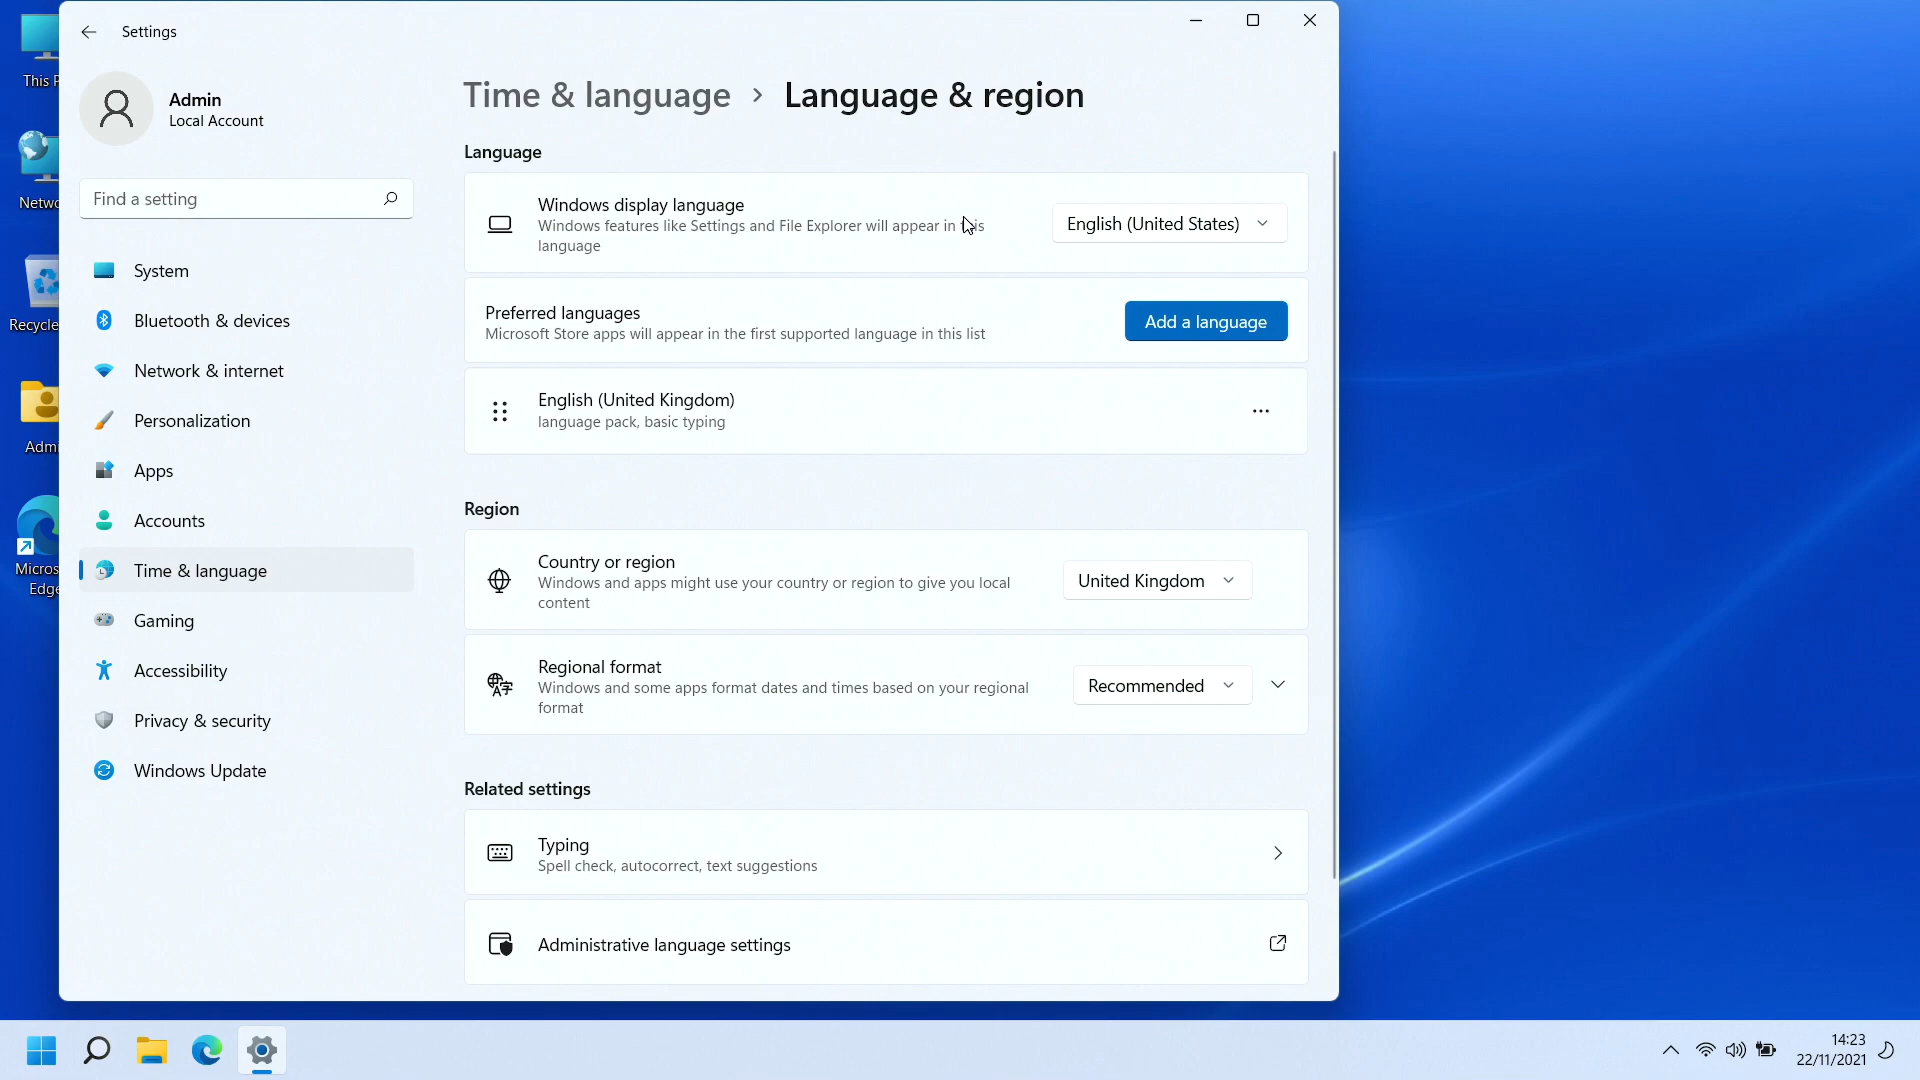 Settings
Admin
Local Account
Find a setting
System
Bluetooth & devices
Network & internet
Personalization
Apps
Accounts
Time & language
Gaming
Accessibility
Privacy & security
Windows Update
Time & language > Language & region
Language
Windows display language
Windows features like Settings and File Explorer will appear in this
language
English (United States)
Preferred languages
Microsoft Store apps will appear in the first supported language in this list
Add a language
English (United Kingdom)
language pack, basic typing
Region
Country or region
Windows and apps might use your country or region to give you local
content
United Kingdom
Regional format
Windows and some apps format dates and times based on your regional
format
Recommended
Related settings
Typing
Spell check, autocorrect, text suggestions
Administrative language settings
This P
Netwo
Recycle
Admi
Micros
Edge
14:23
22/11/2021